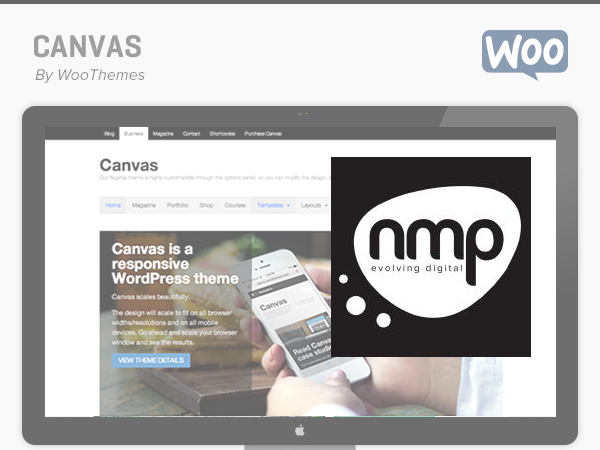 CANVAS
By WooThemes
Woo
Blog Business Magazine Contact Shortcodes Purchase Canvas
Canvas
Our flagship theme is highly customizable through the options panel, so you can modify the design,
Home Magazine Portfolio Shop Courses Templates Layouts
Canvas is a
responsive
WordPress theme
Canvas scales beautifully.
The design will scale to fit on all browser
widths/resolutions and on all mobile
devices. Go ahead and scale your browser
window and see the results.
VIEW THEME DETAILS
Canvas
Read Canvas
case studies
nmp
evolving digital